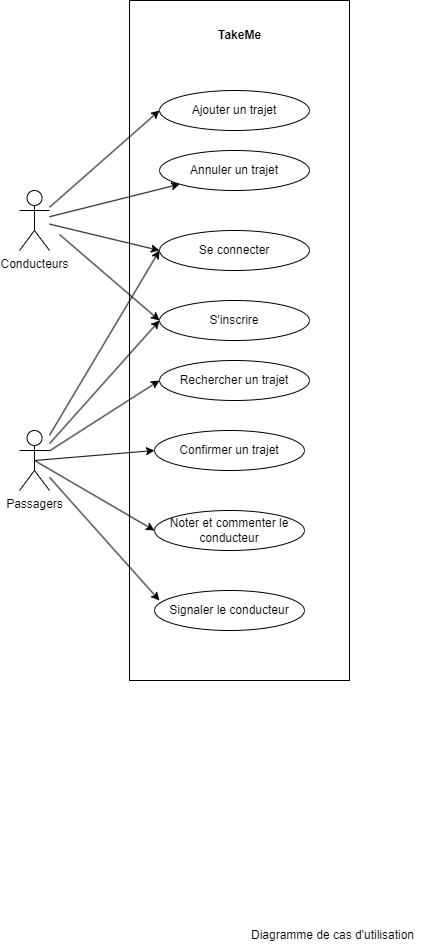 TakeMe
Ajouter un trajet
Annuler un trajet
Conducteurs
Se connecter
S'inscrire
Rechercher un trajet
Passagers
Confirmer un trajet
Noter et commenter le
conducteur
Signaler le conducteur
Diagramme de cas d'utilisation